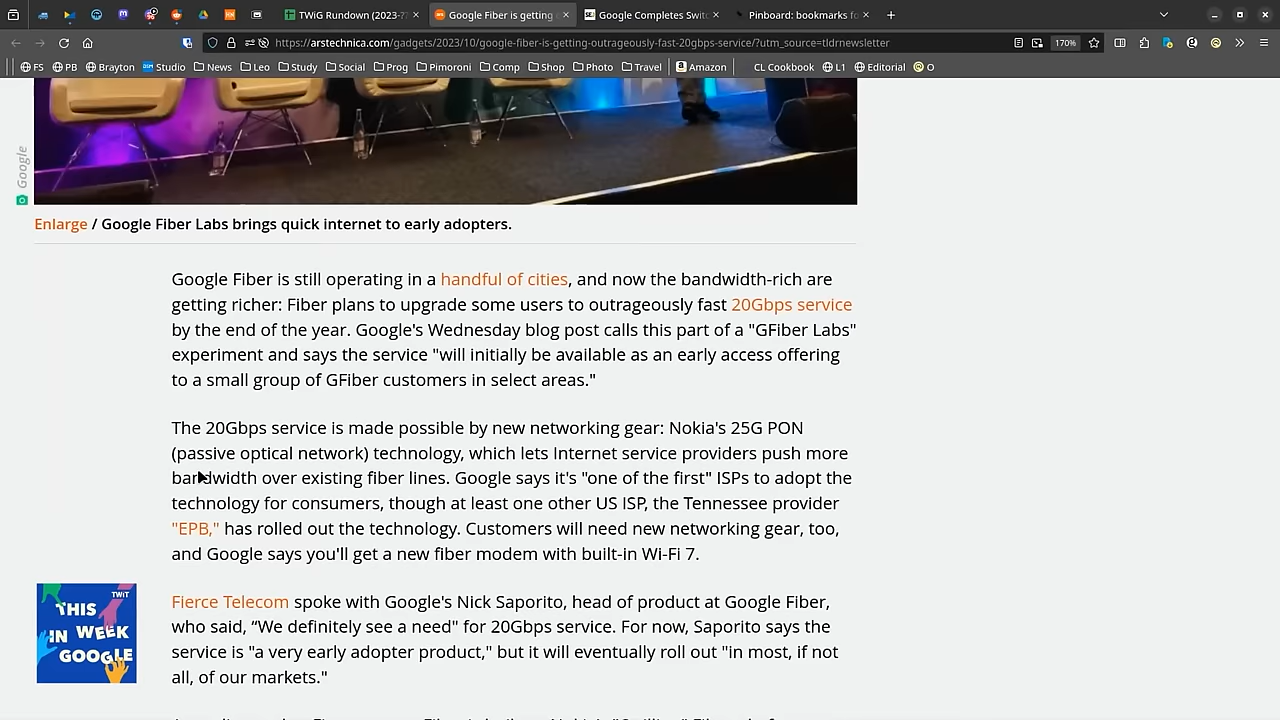 TWiG Rundown (2023-??
Google Fiber is getting
Google Completes Switc
Pinboard: bookmarks fo
https://arstechnica.com/gadgets/2023/10/google-fiber-is-getting-outrageously-fast-20gbps-service/?utm_source=tldrnewsletter
170%
FS PB Brayton Studio News Leo Study Social Prog Pimoroni Comp Shop Photo Travel Amazon CL Cookbook L1 Editorial O
Google
Enlarge / Google Fiber Labs brings quick internet to early adopters.
Google Fiber is still operating in a handful of cities, and now the bandwidth-rich are
getting richer: Fiber plans to upgrade some users to outrageously fast 20Gbps service
by the end of the year. Google's Wednesday blog post calls this part of a "GFiber Labs"
experiment and says the service "will initially be available as an early access offering
to a small group of GFiber customers in select areas."
The 20Gbps service is made possible by new networking gear: Nokia's 25G PON
(passive optical network) technology, which lets Internet service providers push more
bandwidth over existing fiber lines. Google says it's "one of the first" ISPs to adopt the
technology for consumers, though at least one other US ISP, the Tennessee provider
"EPB," has rolled out the technology. Customers will need new networking gear, too,
and Google says you'll get a new fiber modem with built-in Wi-Fi 7.
TWiT
THIS
IN WEEK
GOOGLE
Fierce Telecom spoke with Google's Nick Saporito, head of product at Google Fiber,
who said, “We definitely see a need" for 20Gbps service. For now, Saporito says the
service is "a very early adopter product," but it will eventually roll out "in most, if not
all, of our markets."